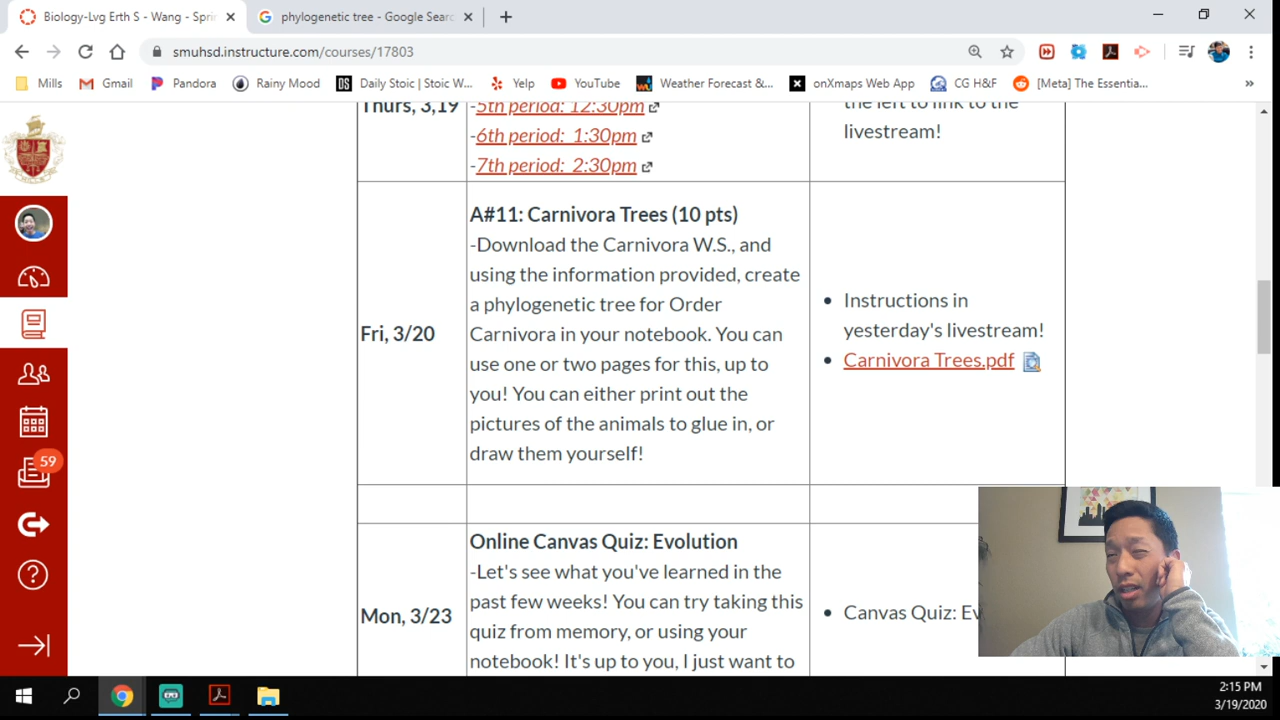 Biology-Lvg Erth S - Wang - Spri
phylogenetic tree - Google Searc
smuhsd.instructure.com/courses/17803
Mills
Gmail
Pandora
Rainy Mood
Daily Stoic | Stoic W...
Yelp
YouTube
Weather Forecast &...
onXmaps Web App
CG H&F
[Meta] The Essentia...
»
Thurs, 3,19
-5th period: 12:30pm
-6th period: 1:30pm
-7th period: 2:30pm
the left to link to the
livestream!
Fri, 3/20
A#11: Carnivora Trees (10 pts)
-Download the Carnivora W.S., and
using the information provided, create
a phylogenetic tree for Order
Carnivora in your notebook. You can
use one or two pages for this, up to
you! You can either print out the
pictures of the animals to glue in, or
draw them yourself!
• Instructions in
yesterday's livestream!
• Carnivora Trees.pdf
59
Mon, 3/23
Online Canvas Quiz: Evolution
-Let's see what you've learned in the
past few weeks! You can try taking this
quiz from memory, or using your
notebook! It's up to you, I just want to
• Canvas Quiz: Ev
2:15 PM
3/19/2020